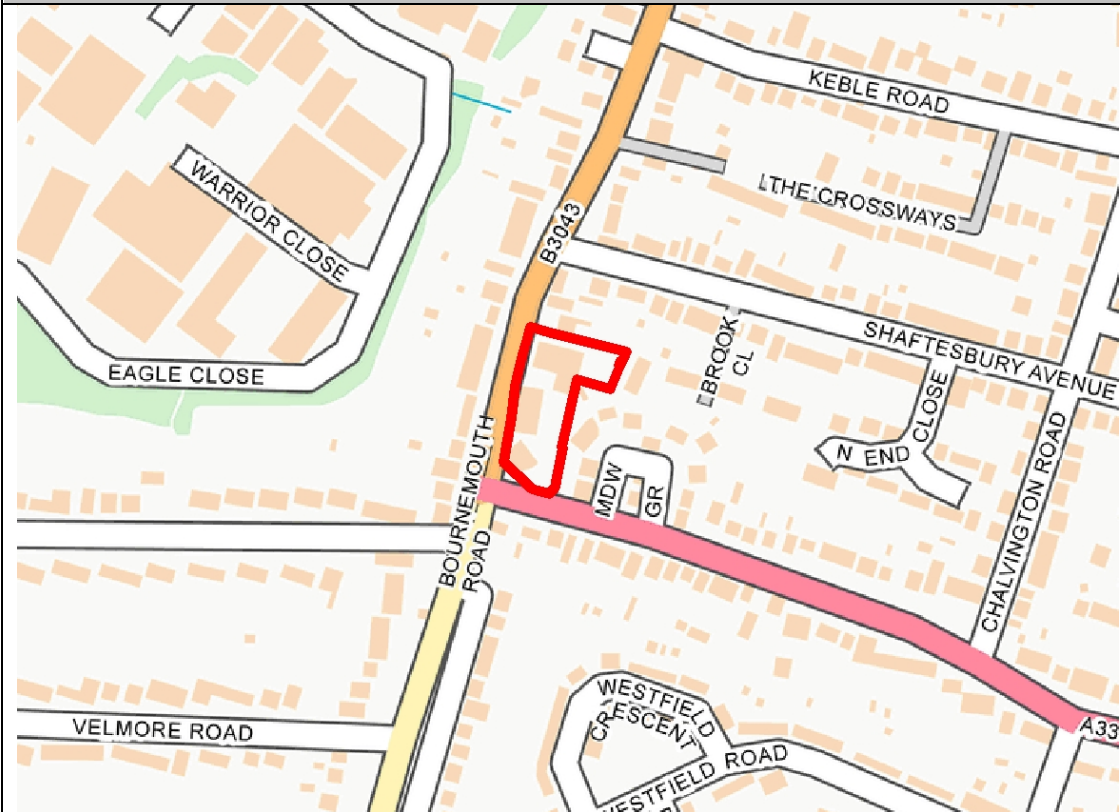 KEBLE ROAD
THE CROSSWAYS
WARRIOR CLOSE
B3043
BROOK
CL
SHAFTESBURY AVENUE
EAGLE CLOSE
N END CLOSE
CHALVINGTON ROAD
BOURNEMOUTH
ROAD
MDW
GR
VELMORE ROAD
WESTFIELD
CRESCENT
WESTFIELD ROAD
A33